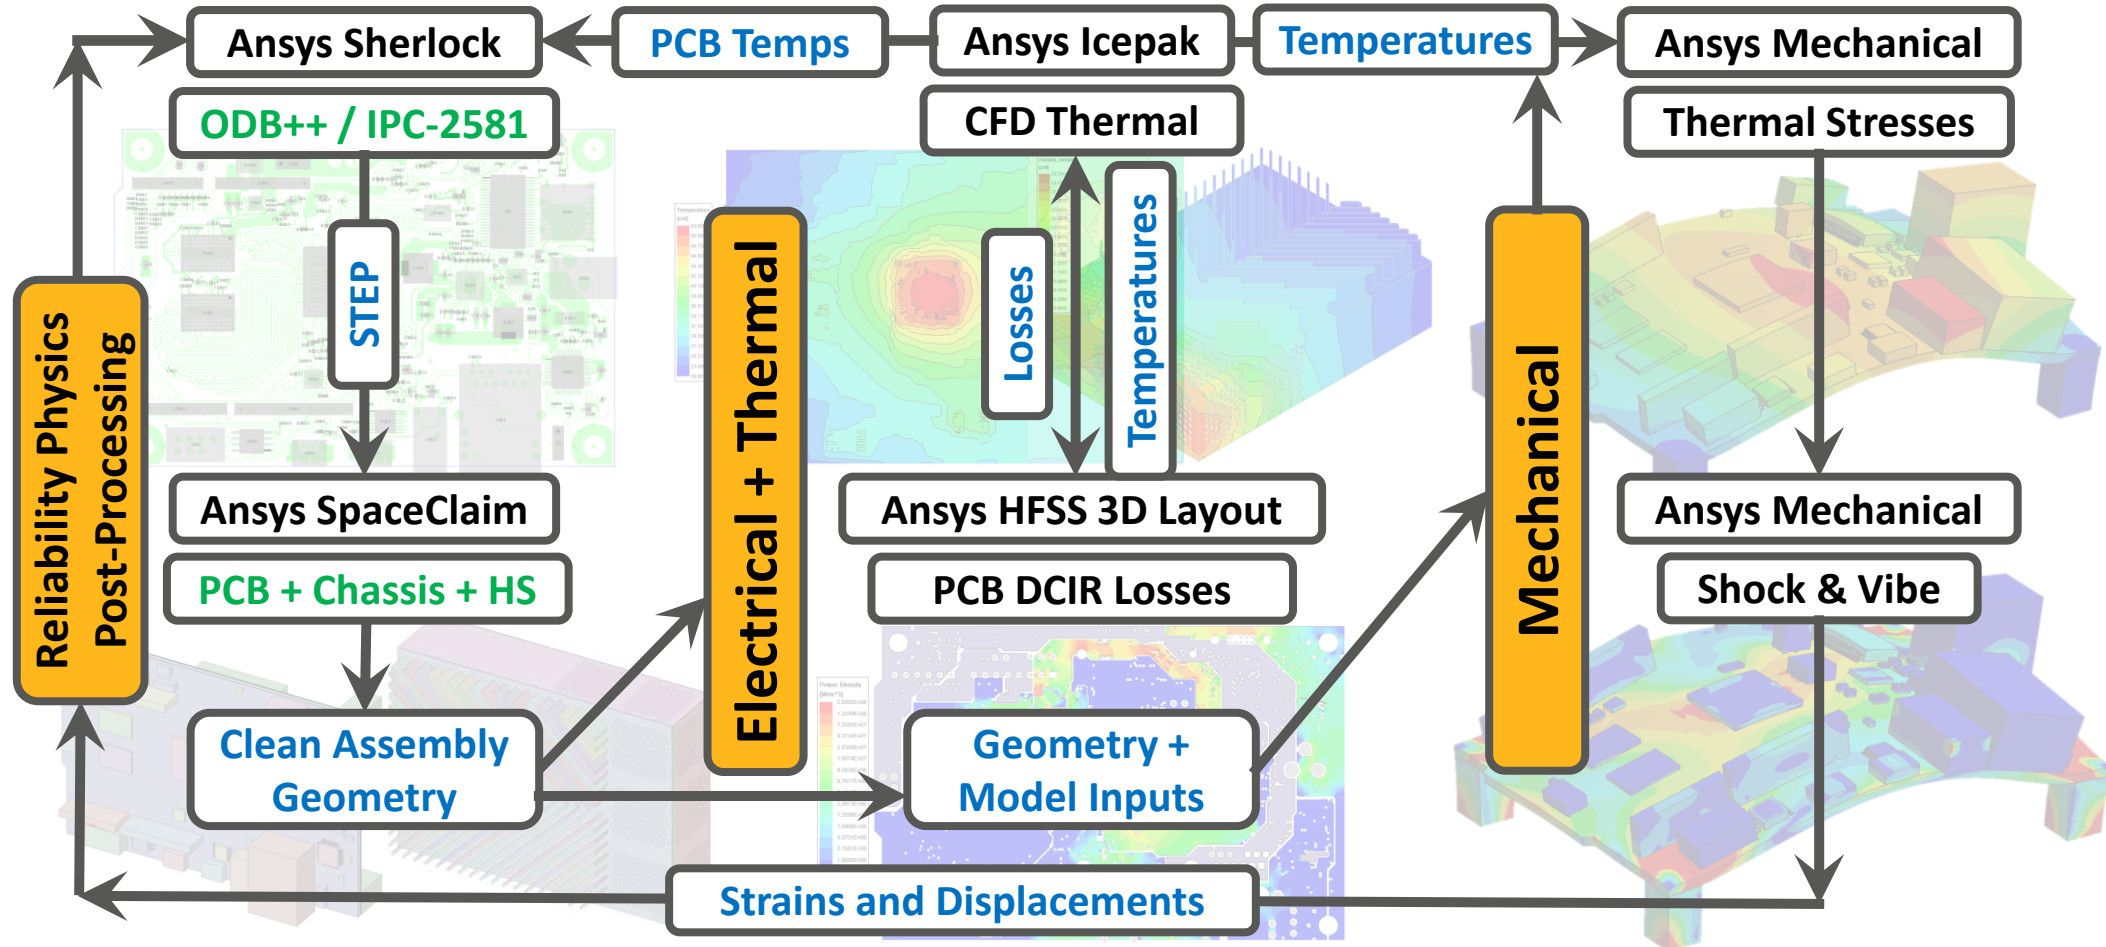 Ansys Sherlock
PCB Temps
Ansys Icepak
Temperatures
Ansys Mechanical
ODB++ / IPC-2581
CFD Thermal
Thermal Stresses
STEP
Losses
Temperatures
Reliability Physics
Post-Processing
Electrical + Thermal
Mechanical
Ansys SpaceClaim
Ansys HFSS 3D Layout
Ansys Mechanical
PCB + Chassis + HS
PCB DCIR Losses
Shock & Vibe
Clean Assembly
Geometry
Geometry +
Model Inputs
Strains and Displacements
Power Density